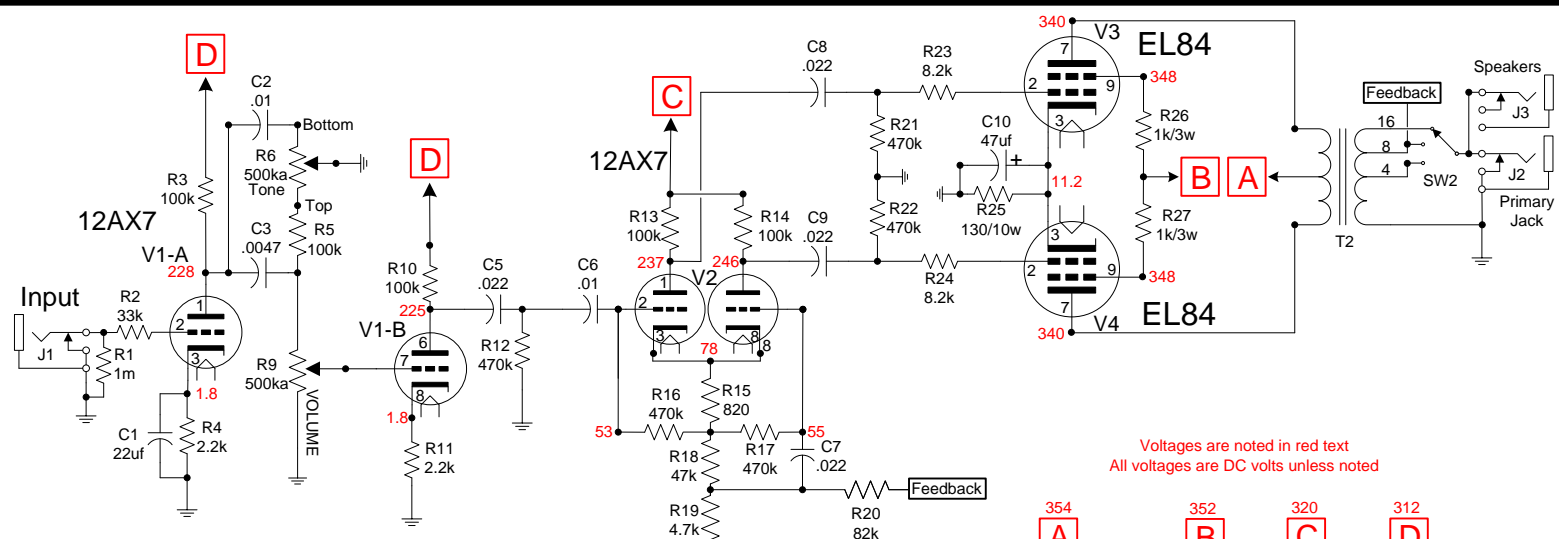 D
C2
.01
Bottom
R6
500ka
Tone
Top
R3
100k
R5
100k
C3
.0047
12AX7
V1-A
228
Input
J1
R2
33k
R1
1m
1
2
3
1.8
C1
22uf
R4
2.2k
R9
500ka
VOLUME
D
R10
100k
225
V1-B
6
7
8
1.8
R11
2.2k
C5
.022
R12
470k
C6
.01
C
12AX7
R13
100k
R14
100k
237
246
V2
1
2
3
8
8
78
R15
820
R16
470k
53
55
R17
470k
R18
47k
R19
4.7k
C7
.022
R20
82k
Feedback
C8
.022
C9
.022
R21
470k
R22
470k
R23
8.2k
R24
8.2k
C10
47uf
+
11.2
R25
130/10w
340
V3
EL84
7
2
9
3
348
R26
1k/3w
B
A
R27
1k/3w
348
3
2
9
7
340
V4
EL84
T2
Feedback
16
8
4
SW2
Speakers
J3
J2
Primary
Jack
Voltages are noted in red text
All voltages are DC volts unless noted
354
352
320
312
A
B
C
D